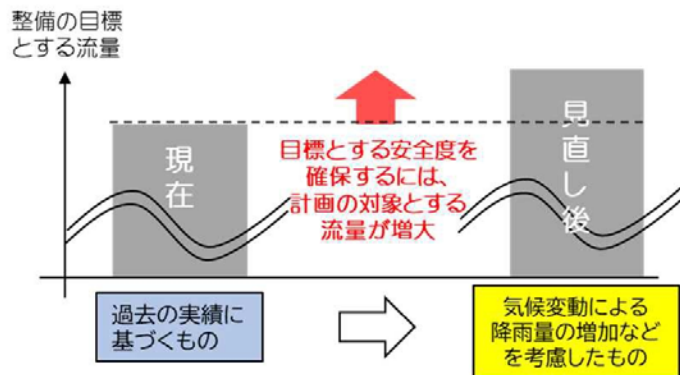 整備の目標
とする流量
現在
目標とする安全度を
確保するには、
計画の対象とする
流量が増大
見直し後
過去の実績に
基づくもの
気候変動による
降雨量の増加など
を考慮したもの